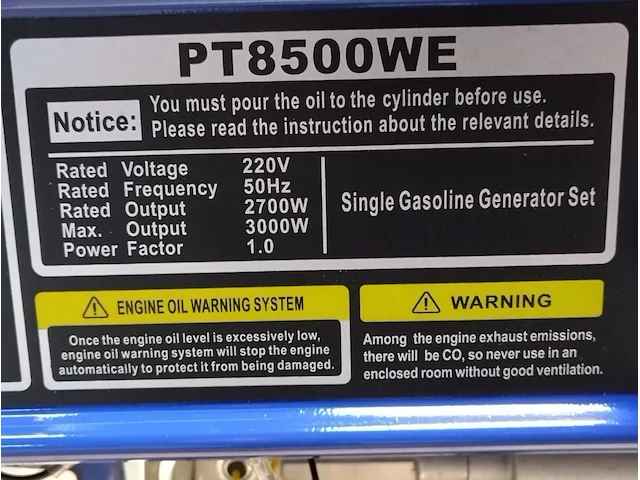 PT8500WE
Notice:
You must pour the oil to the cylinder before use.
Please read the instruction about the relevant details.
Rated Voltage 220V
Rated Frequency 50Hz
Rated Output 2700W
Max. Output 3000W
Power Factor 1.0
Single Gasoline Generator Set
ENGINE OIL WARNING SYSTEM
Once the engine oil level is excessively low,
engine oil warning system will stop the engine
automatically to protect it from being damaged.
WARNING
Among the engine exhaust emissions,
there will be CO, so never use in an
enclosed room without good ventilation.